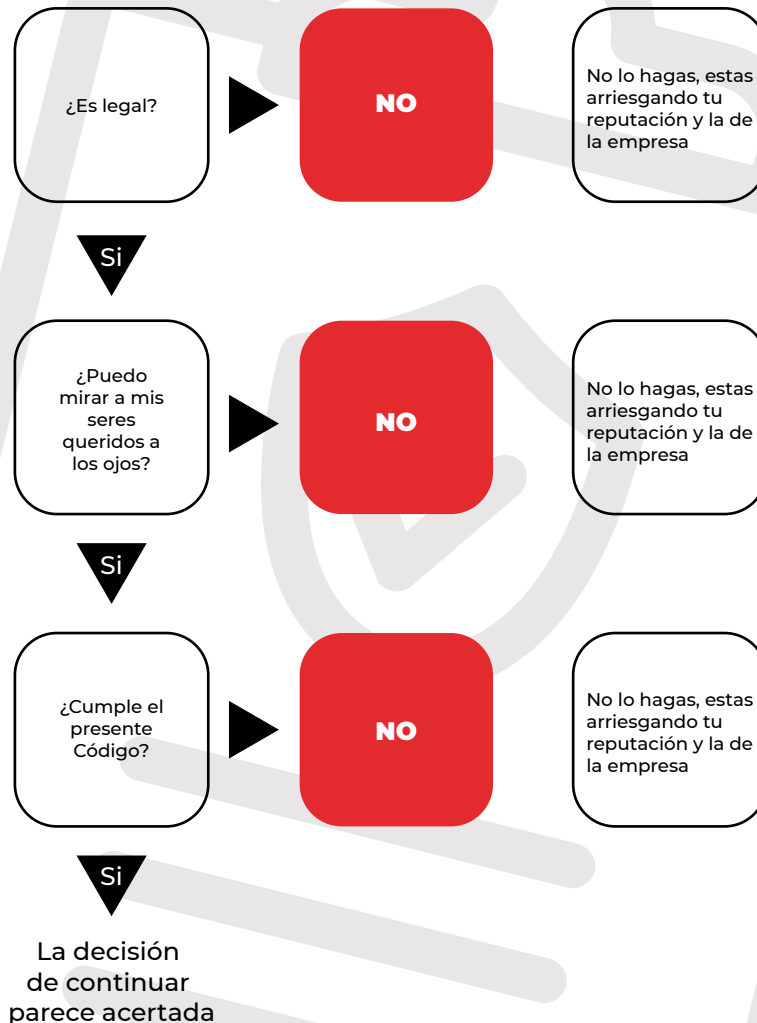 ¿Es legal?
NO
No lo hagas, estas
arriesgando tu
reputación y la de
la empresa
Si
¿Puedo
mirar a mis
seres
queridos a
los ojos?
NO
No lo hagas, estas
arriesgando tu
reputación y la de
la empresa
Si
¿Cumple el
presente
Código?
NO
No lo hagas, estas
arriesgando tu
reputación y la de
la empresa
Si
La decisión
de continuar
parece acertada